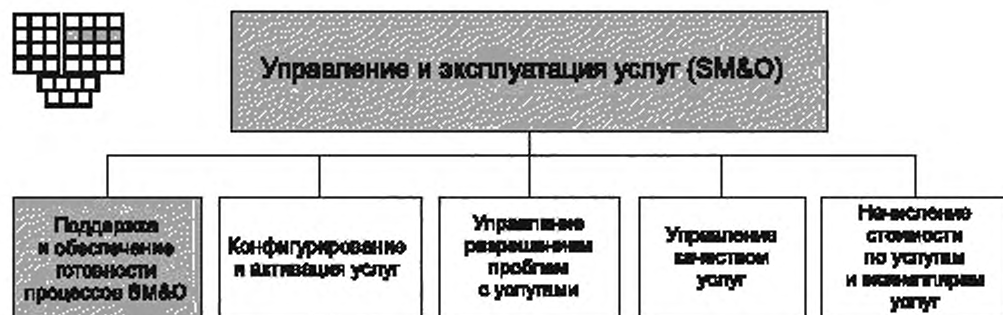 Управление и эксплуатация услуг (SM&O)
Поддержка
и обеспечение
готовности
процессов SM&O
Конфигурирование
и активация услуг
Управление
разрешением
проблем
с услугами
Управление
качеством
услуг
Начисление
стоимости
по услугам
и экземплярам
услуг